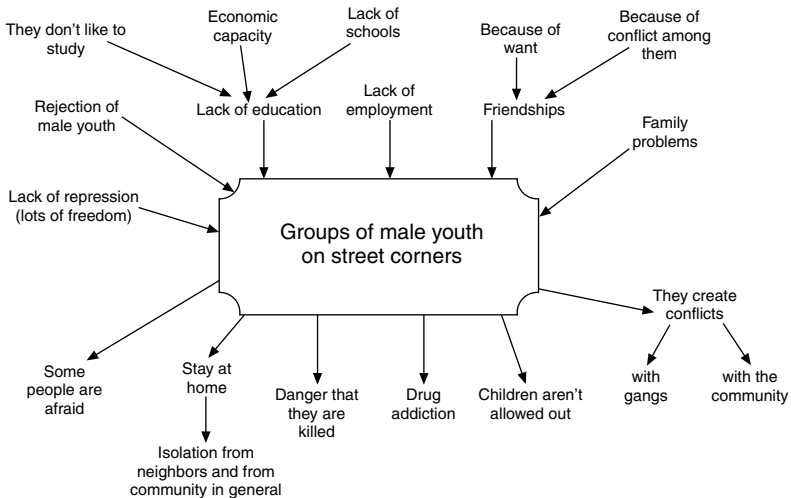 They don't like to
study
Economic
capacity
Lack of
schools
Because of
want
Because of
conflict among
them
Rejection of
male youth
Lack of education
Lack of
employment
Friendships
Family
problems
Lack of repression
(lots of freedom)
Groups of male youth
on street corners
They create
conflicts
Some
people are
afraid
Stay at
home
Danger that
they are
killed
Drug
addiction
Children aren't
allowed out
with
gangs
with the
community
Isolation from
neighbors and from
community in general